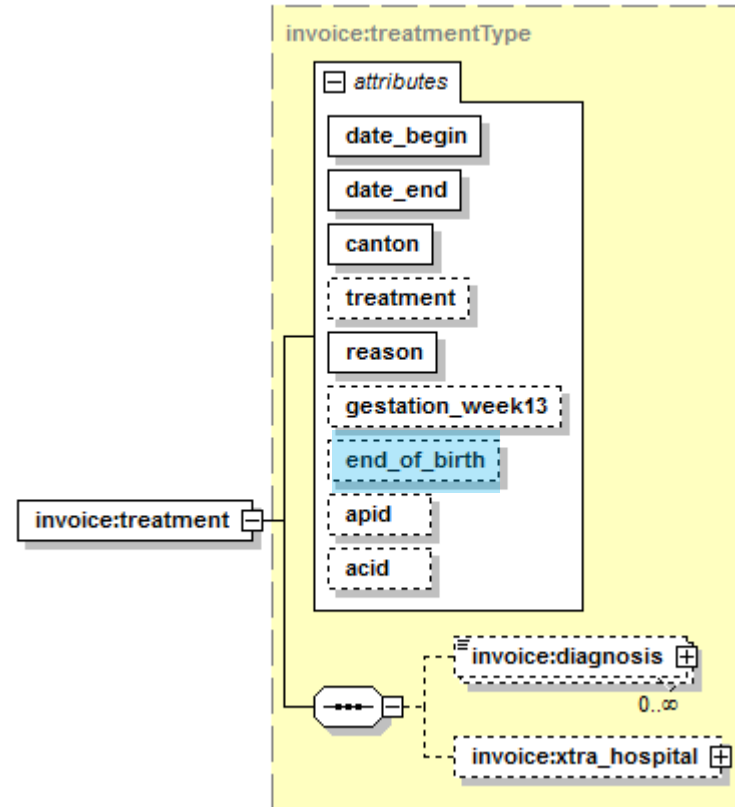 invoice:treatmentType
attributes
date_begin
date_end
canton
treatment
reason
gestation_week13
end_of_birth
apid
acid
invoice:treatment
invoice:diagnosis
0..∞
invoice:xtra_hospital